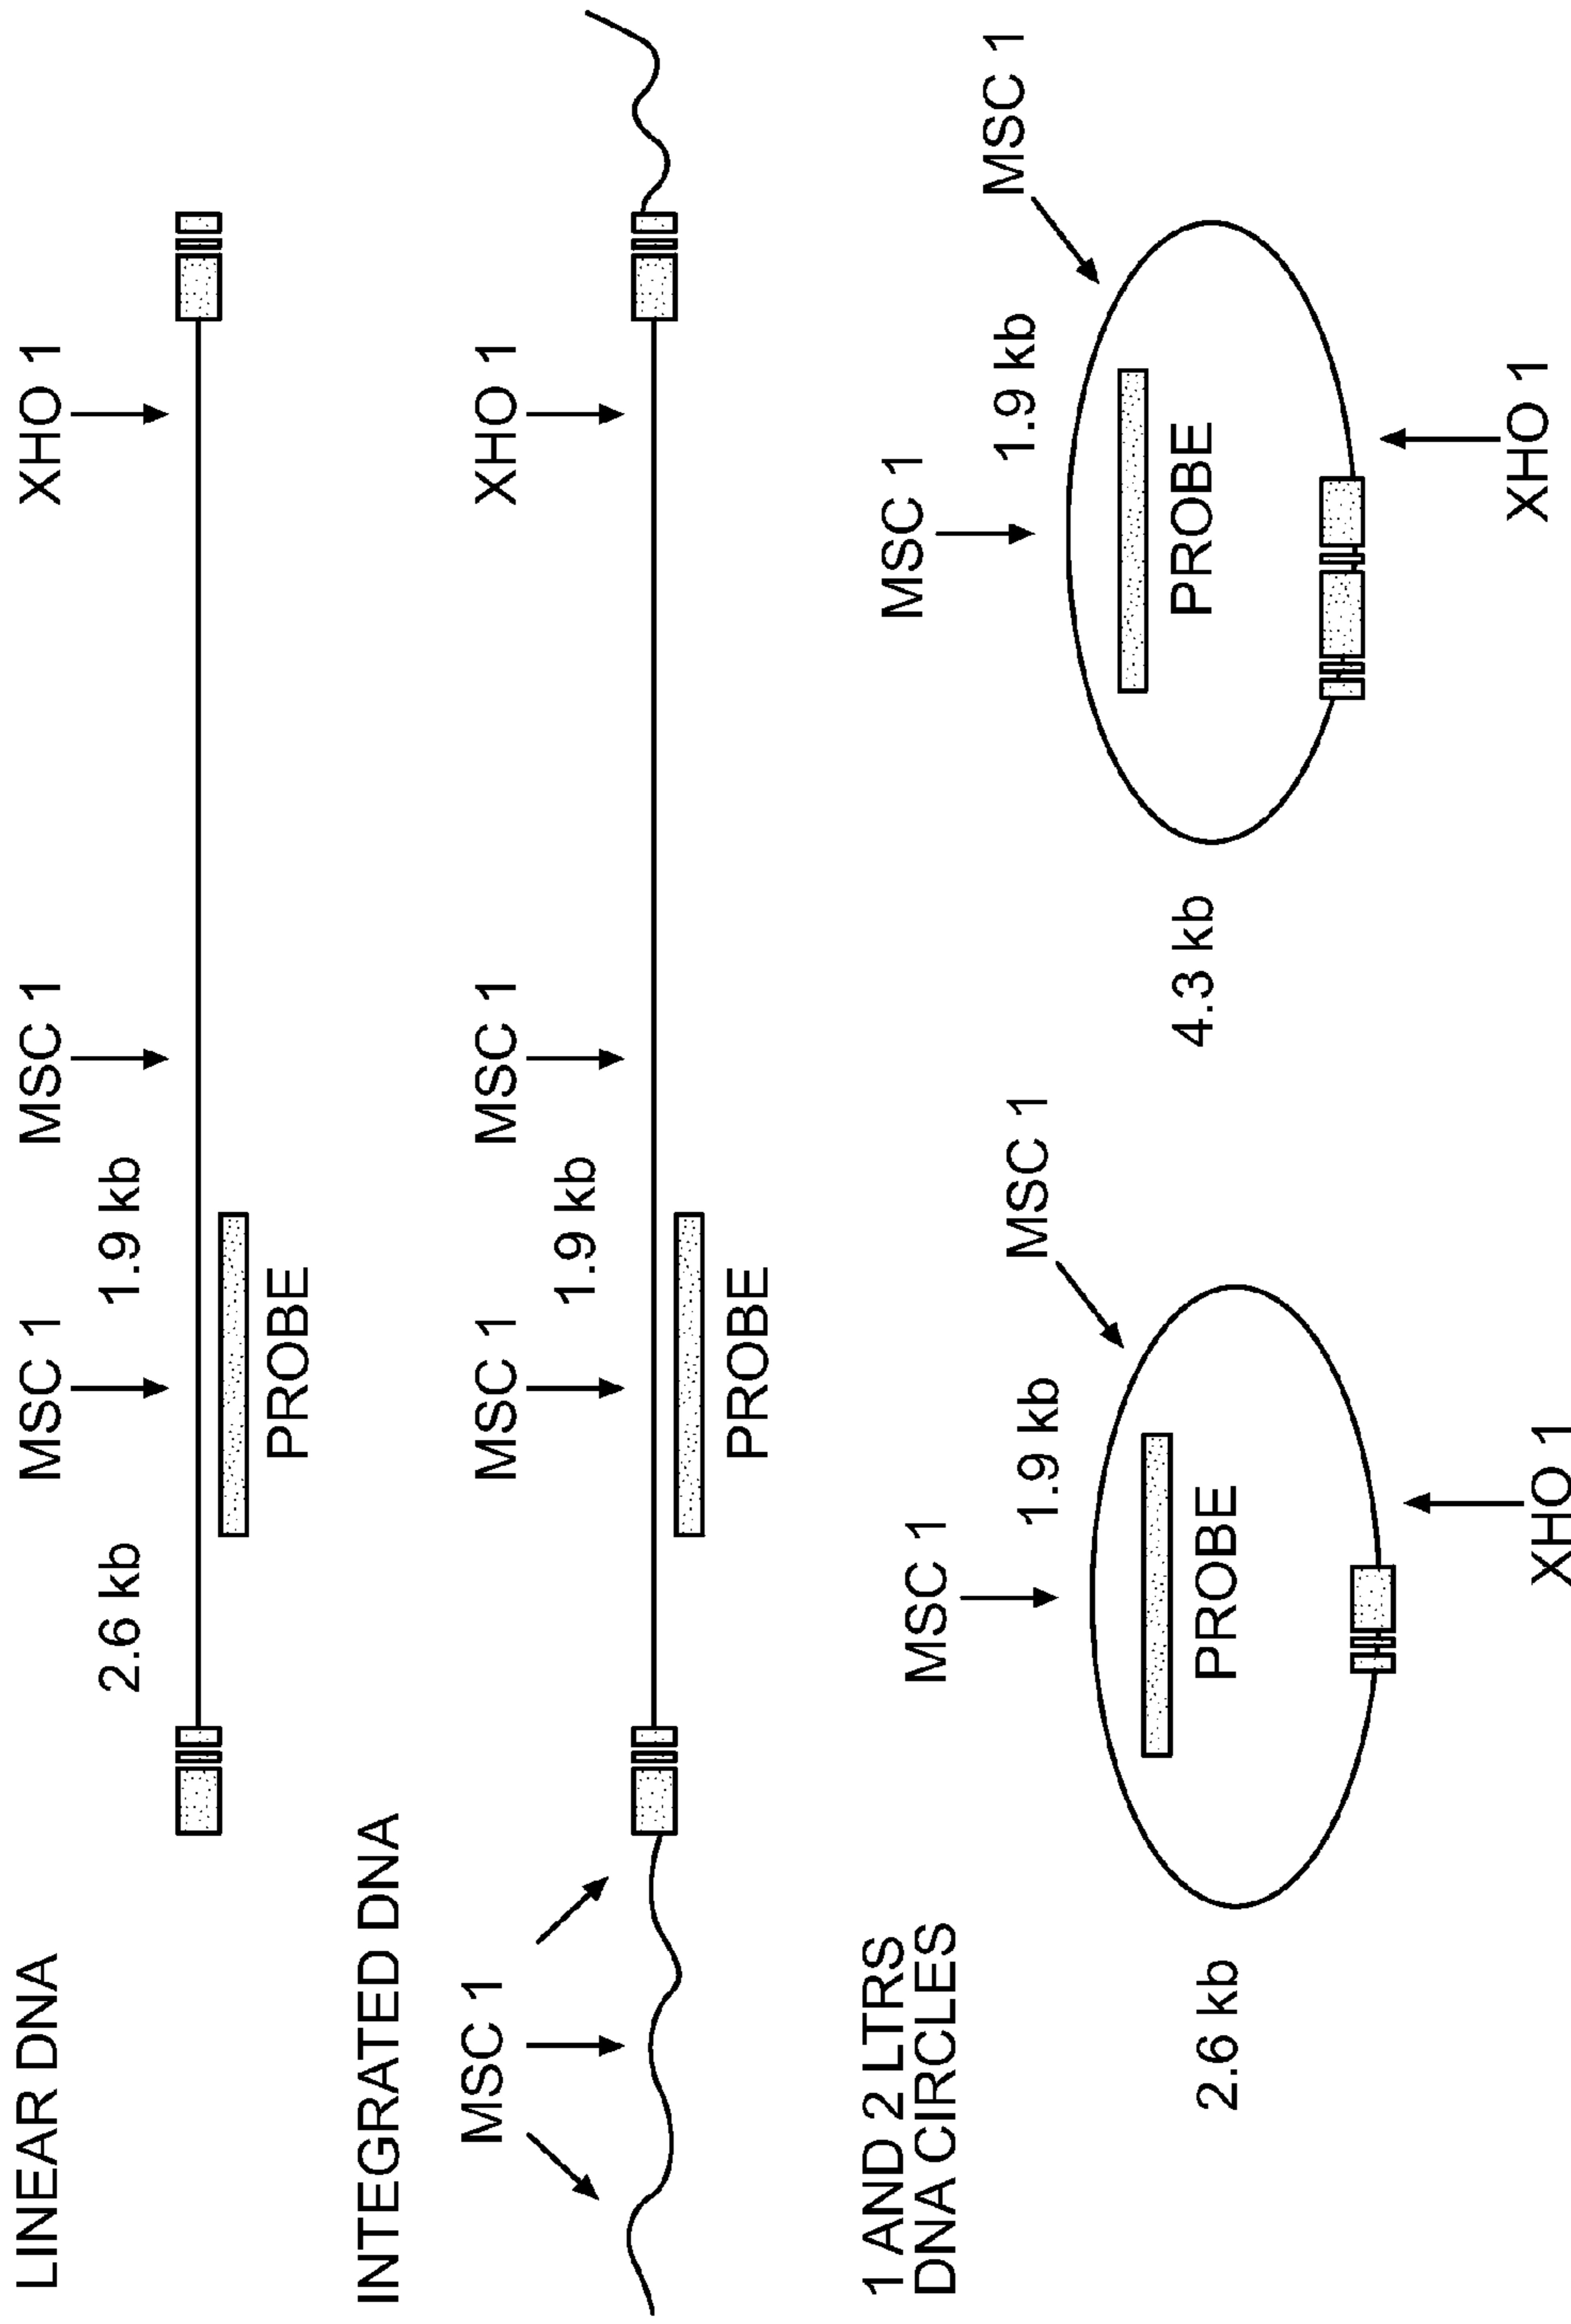 LINEAR DNA
MSC 1
MSC 1
XHO 1
2.6 kb
1.9 kb
PROBE
INTEGRATED DNA
MSC 1
MSC 1
MSC 1
XHO 1
1.9 kb
PROBE
1 AND 2 LTRS
DNA CIRCLES
MSC 1
MSC 1
1.9 kb
2.6 kb
PROBE
XHO 1
MSC 1
MSC 1
1.9 kb
4.3 kb
PROBE
XHO 1